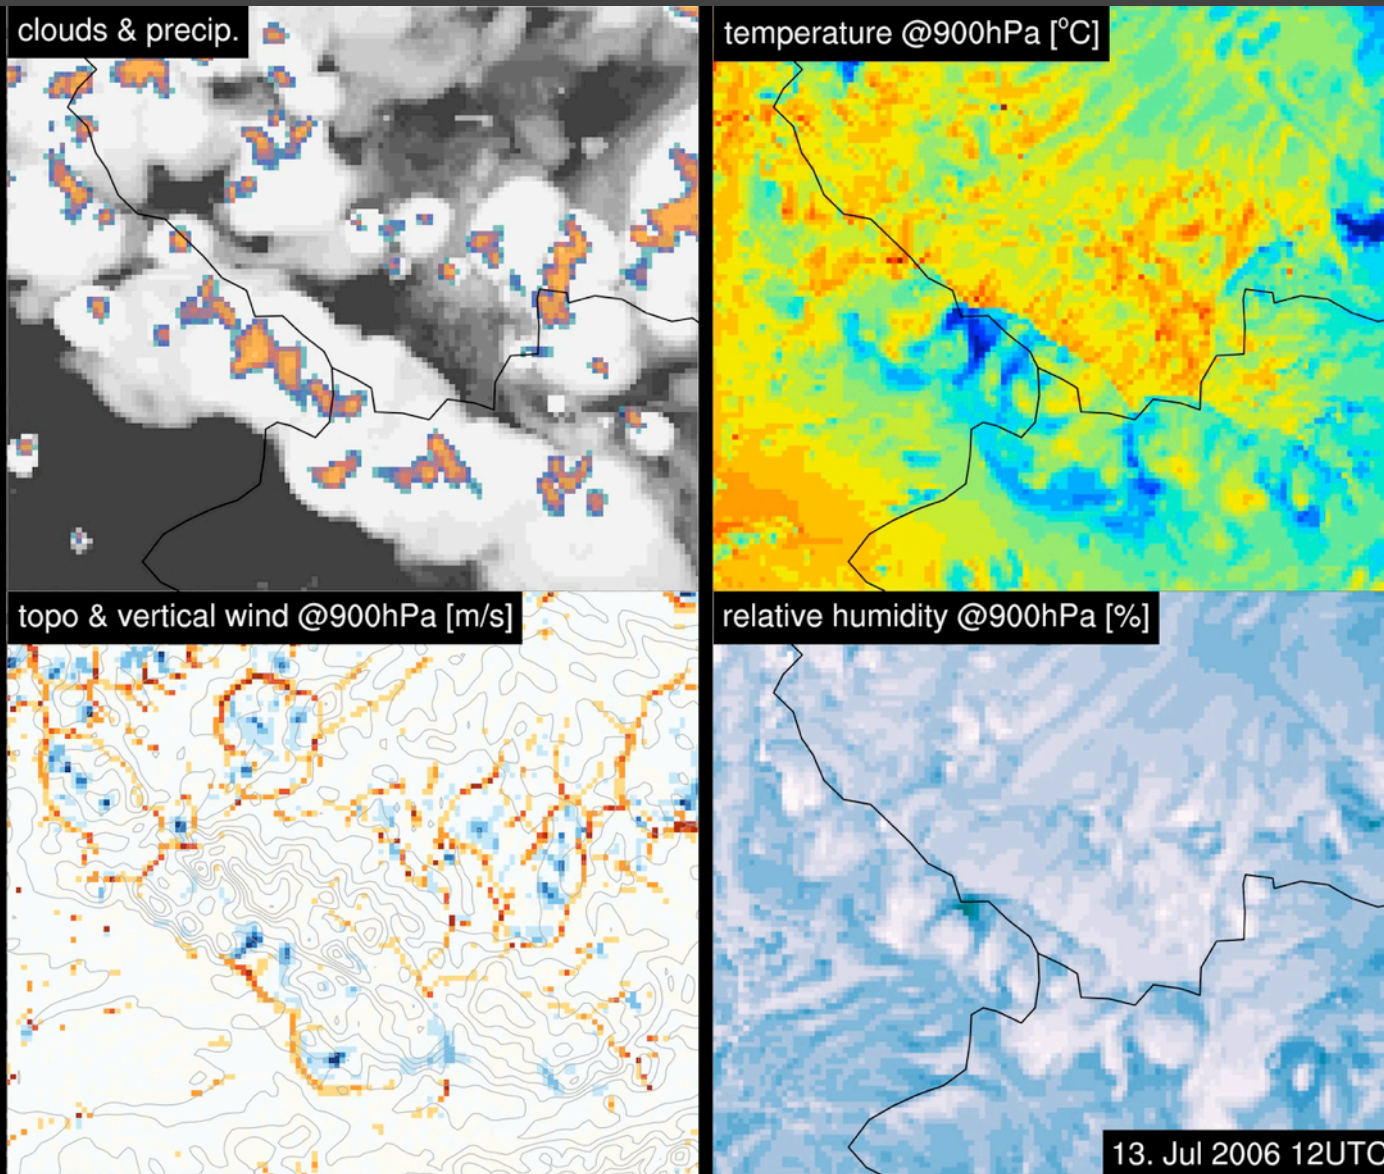 clouds & precip.
temperature @900hPa [°C]
topo & vertical wind @900hPa [m/s]
relative humidity @900hPa [%]
13. Jul 2006 12UTC